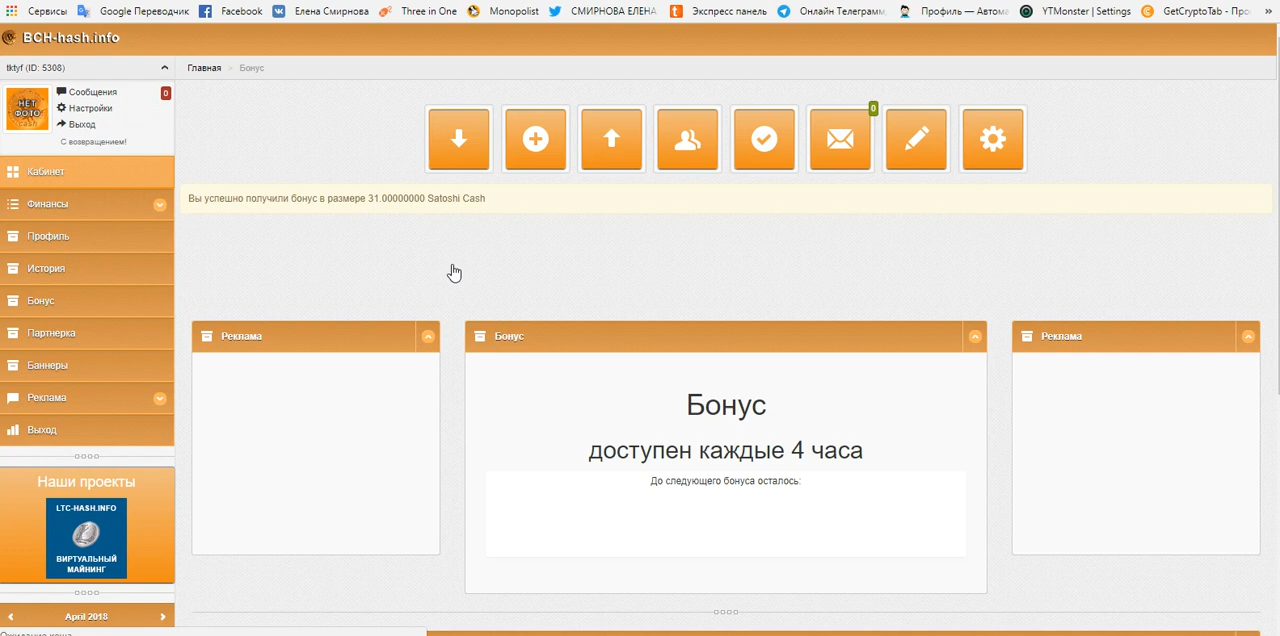 Сервисы Google Переводчик Facebook Елена Смирнова Three in One Monopolist СМИРНОВА ЕЛЕНА Экспресс панель Онлайн Телеграмм Профиль — Автома YTMonster | Settings GetCryptoTab - Про »
BCH-hash.info
tktyf (ID: 5308)
Главная > Бонус
НЕТ
ФОТО
Сообщения 0
Настройки
Выход
С возвращением!
0
Кабинет
Финансы
Профиль
История
Бонус
Партнерка
Баннеры
Реклама
Выход
Вы успешно получили бонус в размере 31.00000000 Satoshi Cash
Реклама
Бонус
Реклама
Бонус
доступен каждые 4 часа
До следующего бонуса осталось:
Наши проекты
LTC-HASH.INFO
ВИРТУАЛЬНЫЙ
МАЙНИНГ
April 2018